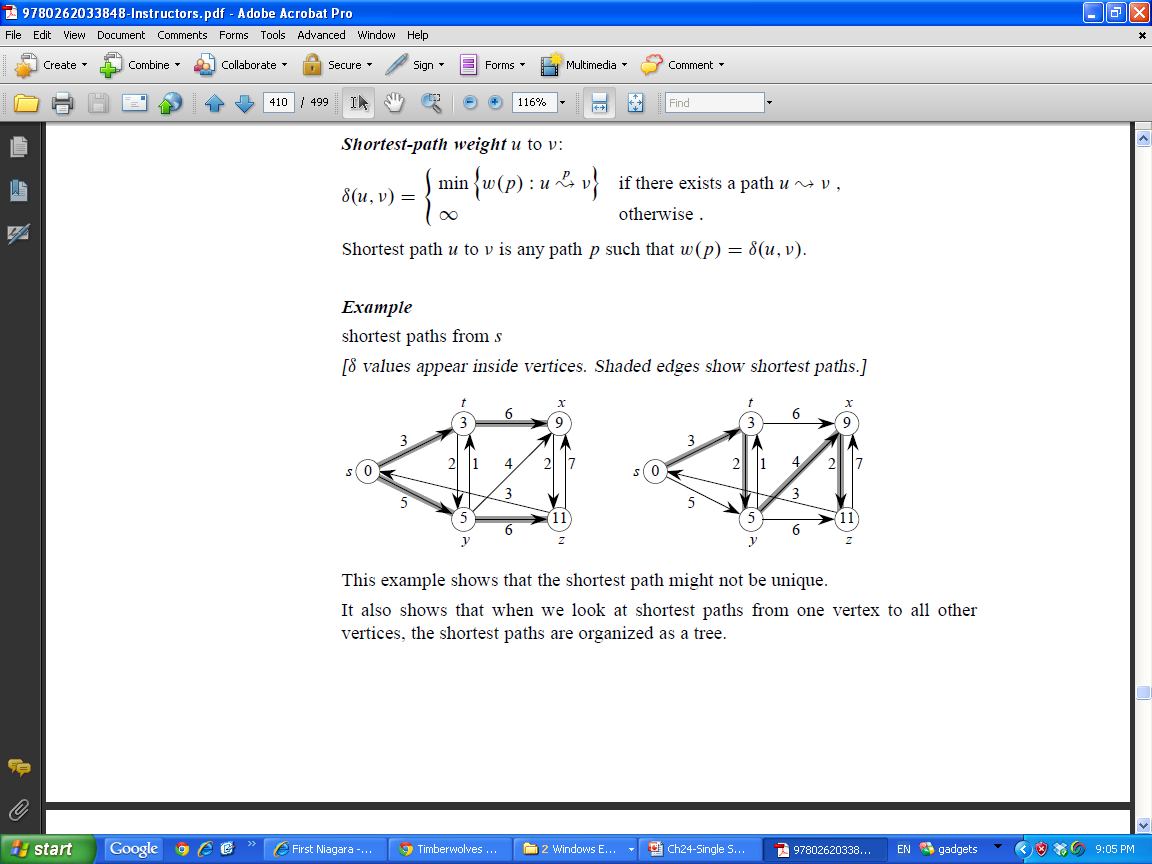 9780262033848-Instructors.pdf - Adobe Acrobat Pro
File Edit View Document Comments Forms Tools Advanced Window Help
Create Combine Collaborate Secure Sign Forms Multimedia Comment
410 / 499 116% Find
Shortest-path weight u to v:
δ(u, v) = { min {w(p) : u ⤳ᵖ v} if there exists a path u ⤳ v ,
∞ otherwise .
Shortest path u to v is any path p such that w(p) = δ(u, v).
Example
shortest paths from s
[δ values appear inside vertices. Shaded edges show shortest paths.]
t x t x
3 6 9 3 6 9
3 3
s 0 2 1 4 2 7 s 0 2 1 4 2 7
5 3 5 3
5 6 11 5 6 11
y z y z
This example shows that the shortest path might not be unique.
It also shows that when we look at shortest paths from one vertex to all other
vertices, the shortest paths are organized as a tree.
start Google » First Niagara -... Timberwolves ... 2 Windows E... Ch24-Single S... 97802620338... EN gadgets 9:05 PM